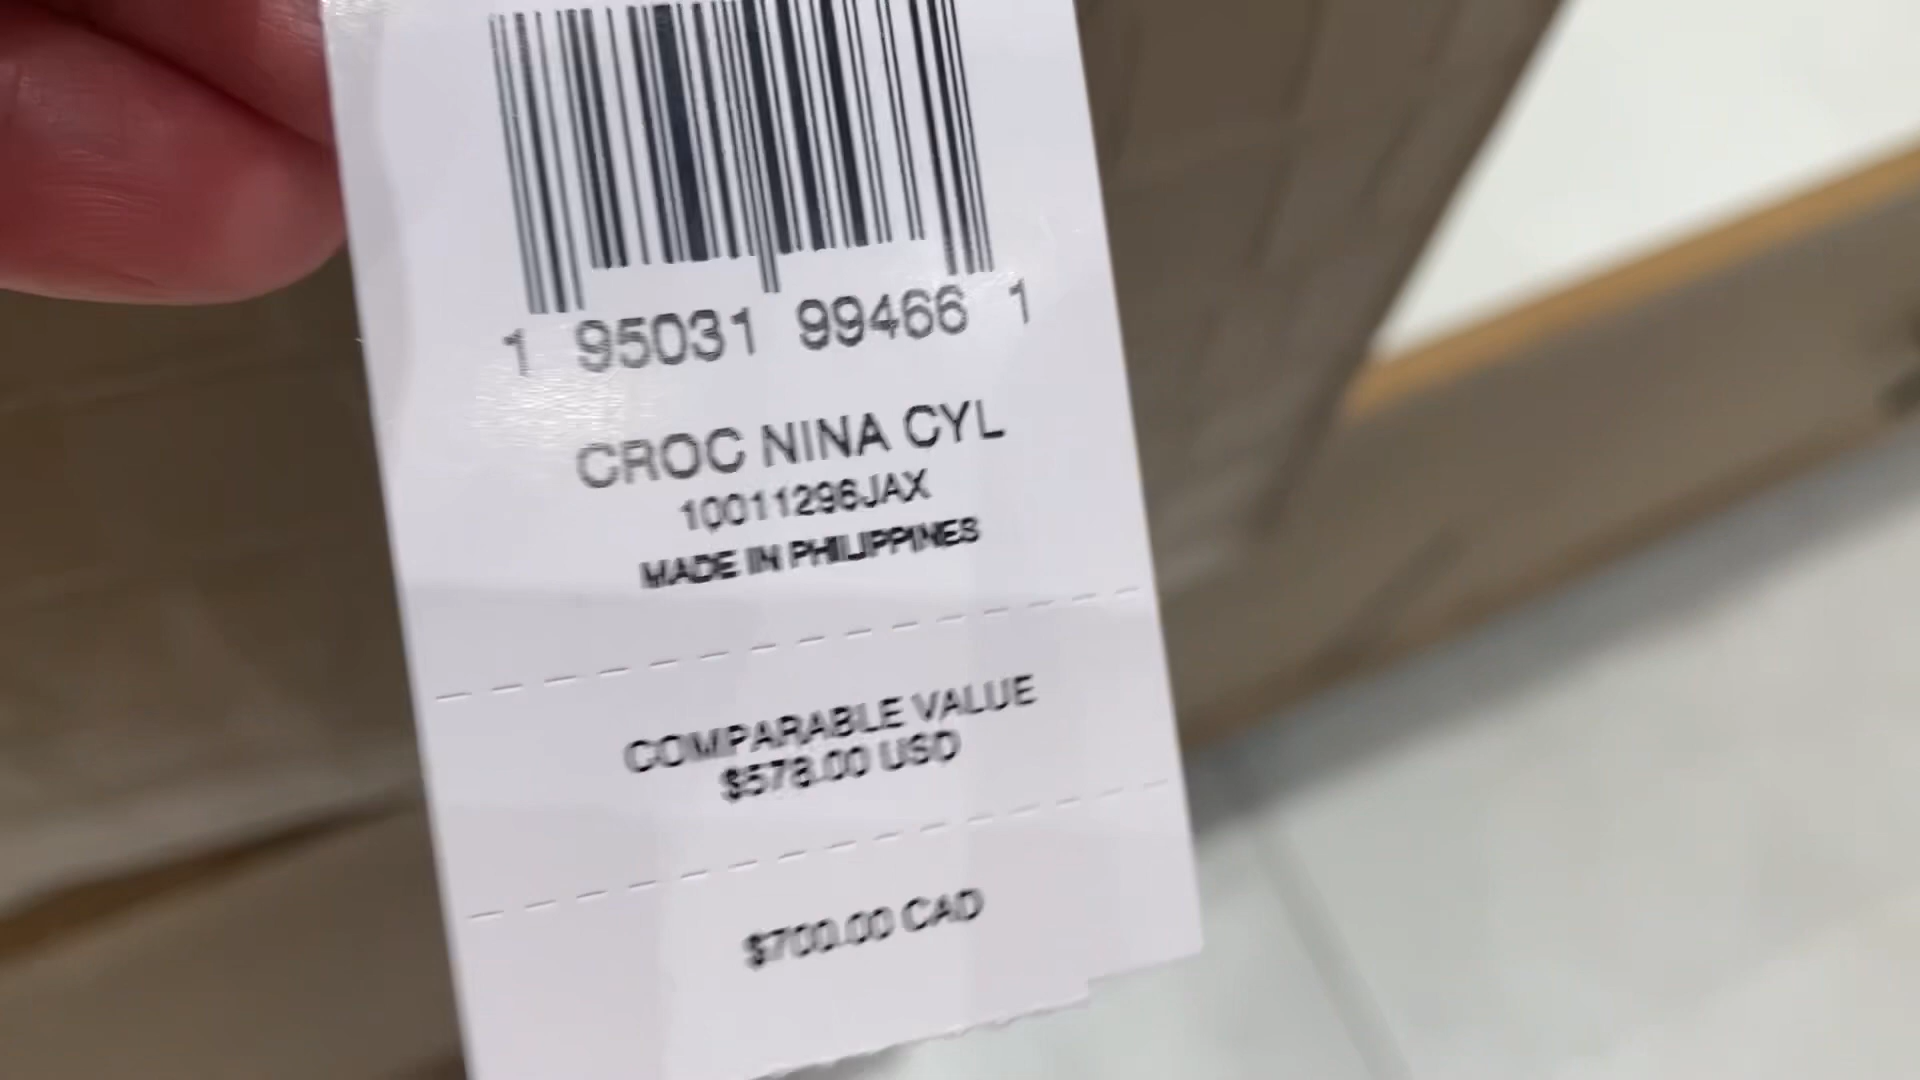 1 95031 99466 1
CROC NINA CYL
10011296JAX
MADE IN PHILIPPINES
COMPARABLE VALUE
$578.00 USD
$700.00 CAD